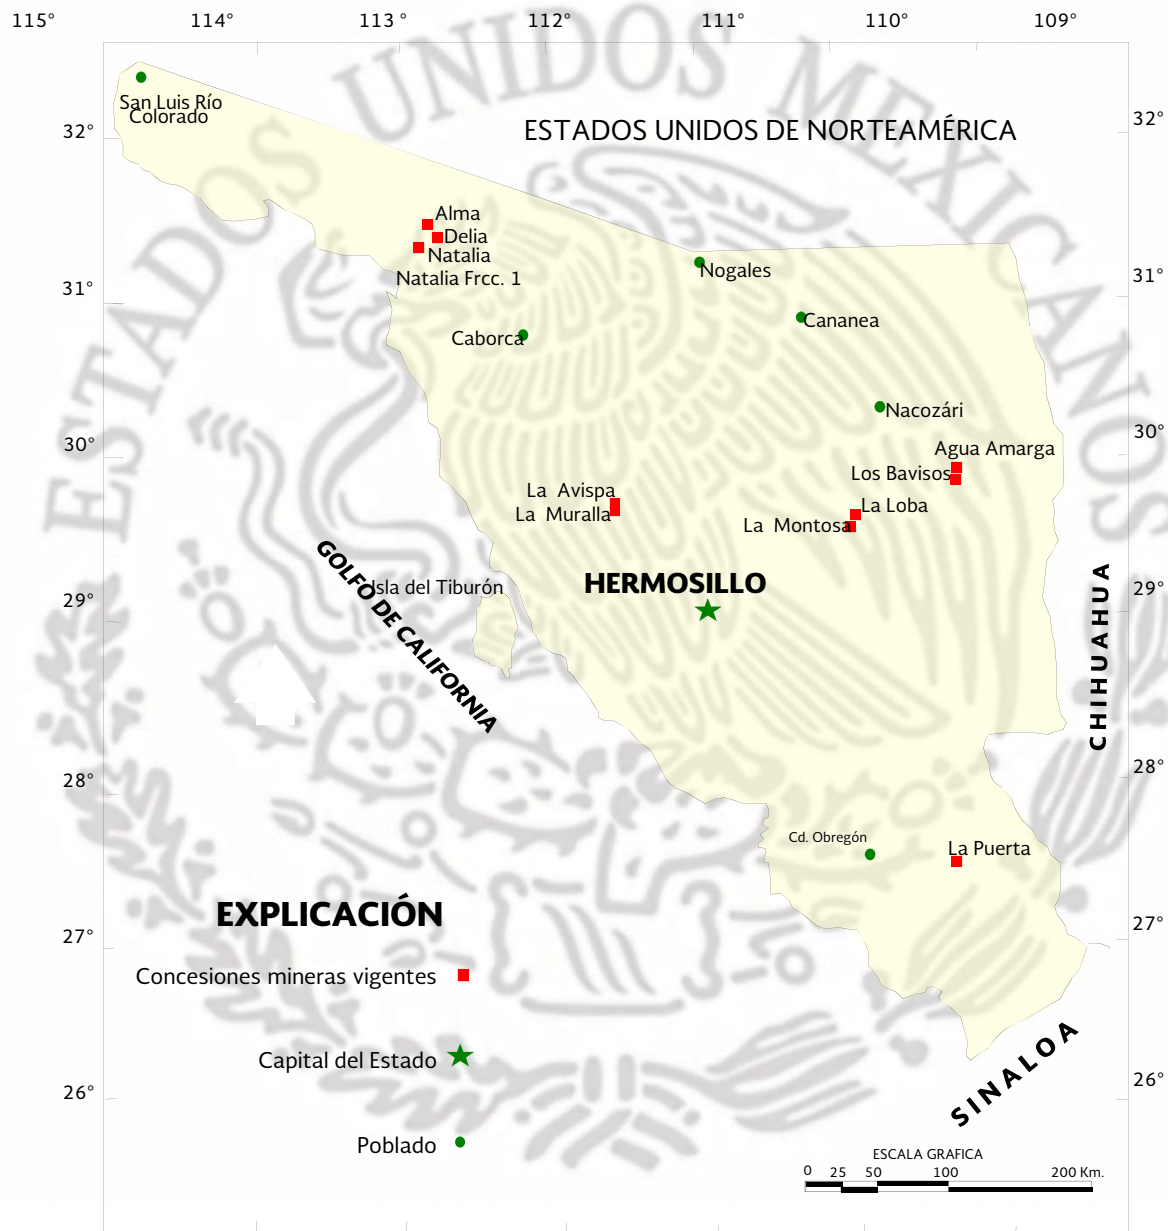 115° 114° 113° 112° 111° 110° 109°
San Luis Río
Colorado
32° 32°
ESTADOS UNIDOS DE NORTEAMÉRICA
ESTADOS UNIDOS MEXICANOS
Alma
Delia
Natalia
Natalia Frcc. 1
Nogales
31° 31°
Cananea
Caborca
Nacozári
30° 30°
Agua Amarga
Los Bavisos
La Avispa
La Muralla
La Loba
La Montosa
HERMOSILLO
Isla del Tiburón
29° 29°
GOLFO DE CALIFORNIA
CHIHUAHUA
28° 28°
Cd. Obregón
La Puerta
EXPLICACIÓN
27° 27°
Concesiones mineras vigentes
Capital del Estado
SINALOA
26° 26°
Poblado
ESCALA GRAFICA
0 25 50 100 200 Km.